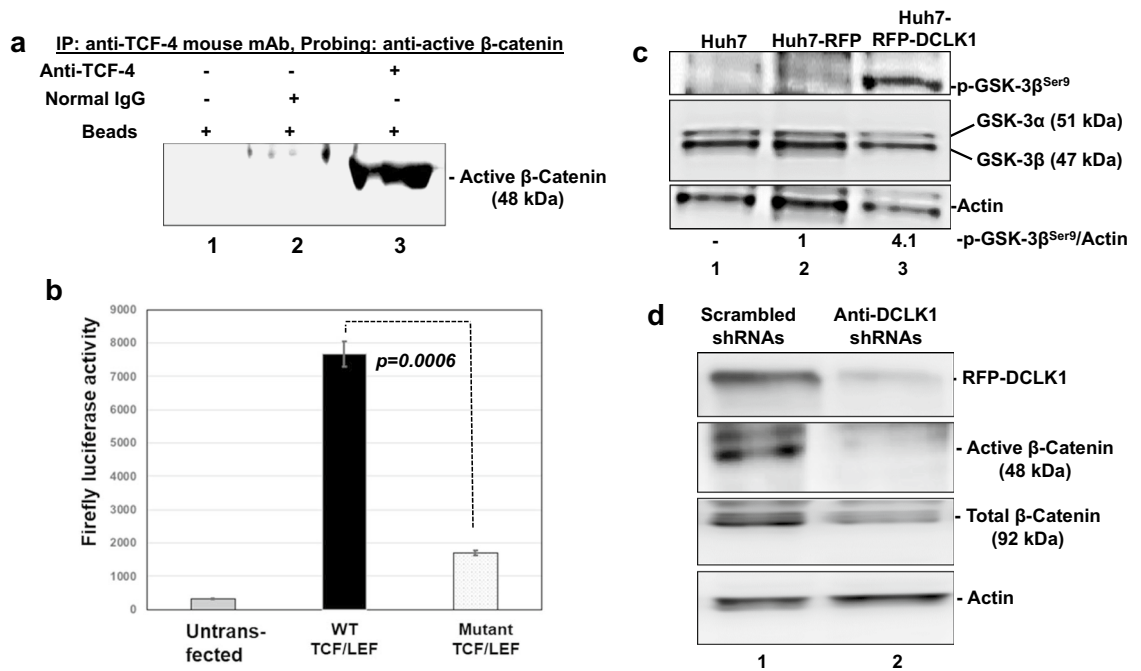 a
IP: anti-TCF-4 mouse mAb, Probing: anti-active β-catenin
Anti-TCF-4 - - +
Normal IgG - + -
Beads + + +
- Active β-Catenin
(48 kDa)
1 2 3
b
Firefly luciferase activity
9000
8000
7000
6000
5000
4000
3000
2000
1000
0
p=0.0006
Untrans-
fected
WT
TCF/LEF
Mutant
TCF/LEF
c
Huh7 Huh7-RFP
Huh7-
RFP-DCLK1
-p-GSK-3βSer9
GSK-3α (51 kDa)
GSK-3β (47 kDa)
-Actin
- 1 4.1 -p-GSK-3βSer9/Actin
1 2 3
d
Scrambled
shRNAs
Anti-DCLK1
shRNAs
- RFP-DCLK1
- Active β-Catenin
(48 kDa)
- Total β-Catenin
(92 kDa)
- Actin
1 2